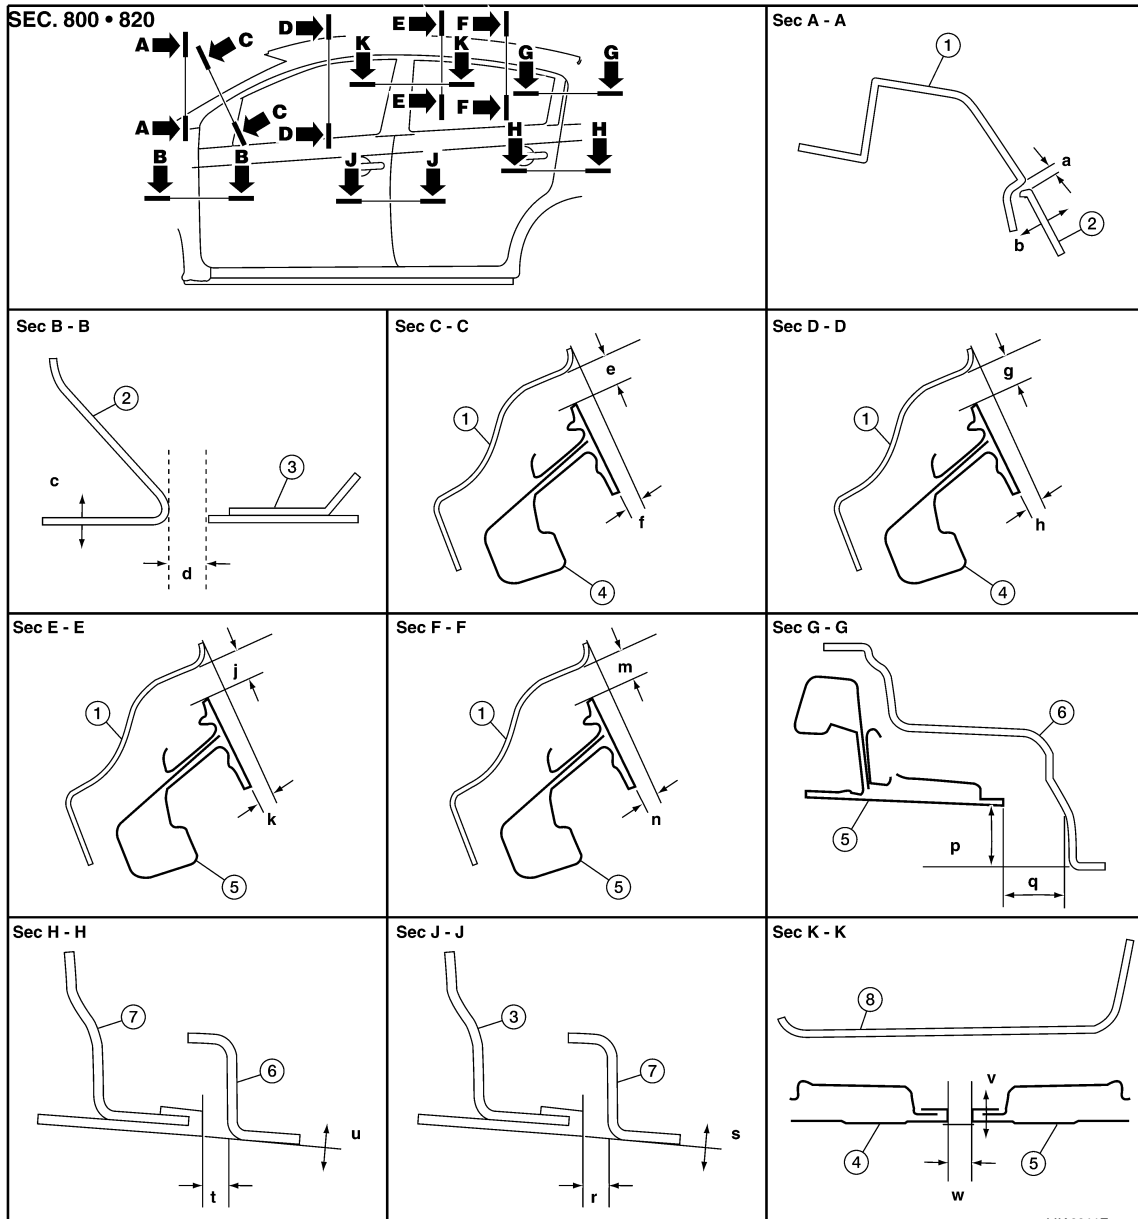 SEC. 800 • 820
A
C
D
K
E
K
F
G
G
A
C
D
E
F
B
B
J
J
H
H
Sec A - A
1
a
b
2
Sec B - B
2
3
c
d
Sec C - C
e
1
f
4
Sec D - D
g
1
h
4
Sec E - E
j
1
k
5
Sec F - F
m
1
n
5
Sec G - G
6
5
p
q
Sec H - H
7
6
u
t
Sec J - J
3
7
s
r
Sec K - K
8
v
4
5
w